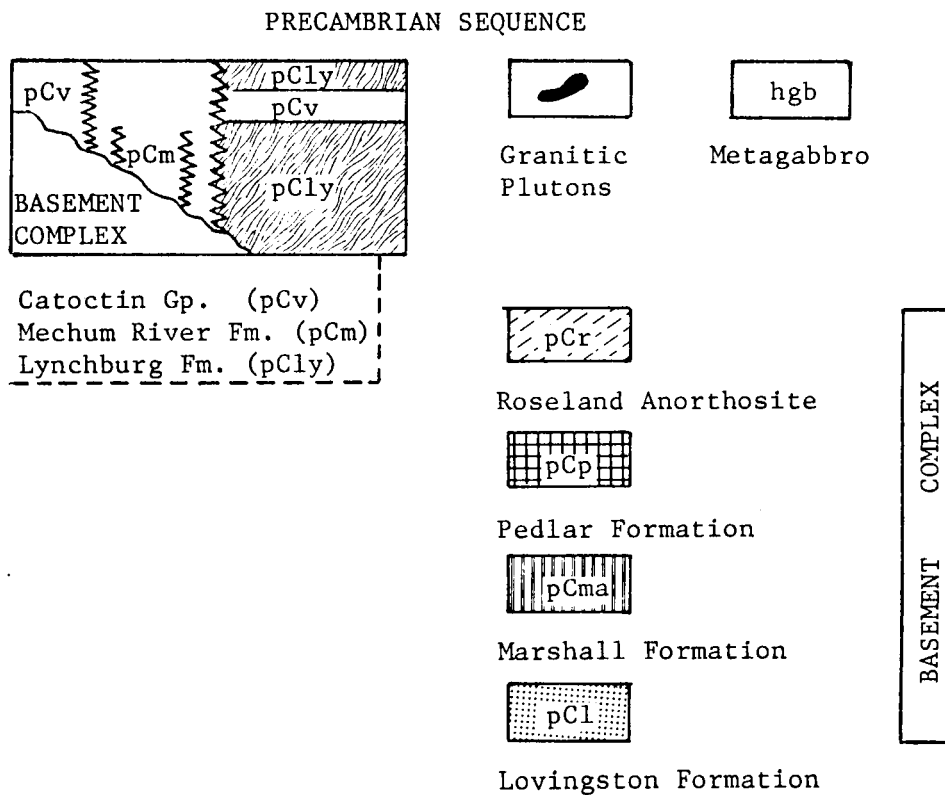 PRECAMBRIAN SEQUENCE
pCv
pCly
pCv
pCm
pCly
BASEMENT
COMPLEX
hgb
Granitic
Plutons
Metagabbro
Catoctin Gp. (pCv)
Mechum River Fm. (pCm)
Lynchburg Fm. (pCly)
pCr
Roseland Anorthosite
pCp
Pedlar Formation
pCma
Marshall Formation
pCl
Lovingston Formation
BASEMENT COMPLEX